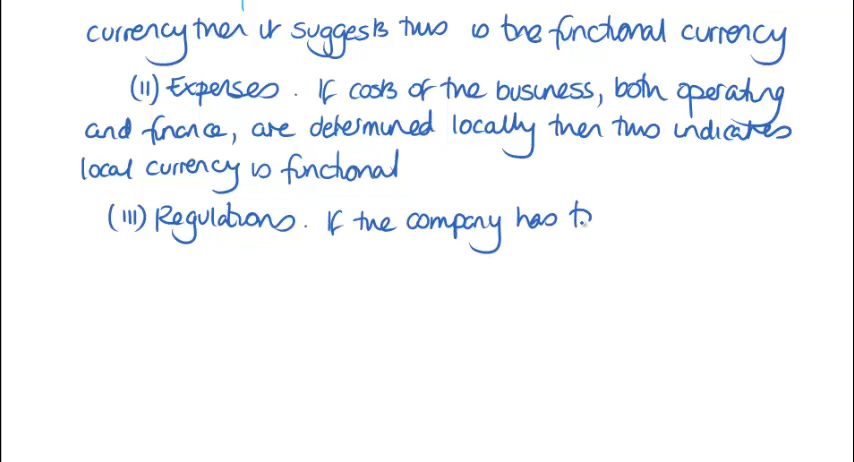 currency then it suggests this is the functional currency
(ii) Expenses. If costs of the business, both operating
and finance, are determined locally then this indicates
local currency is functional
(iii) Regulations. If the company has to